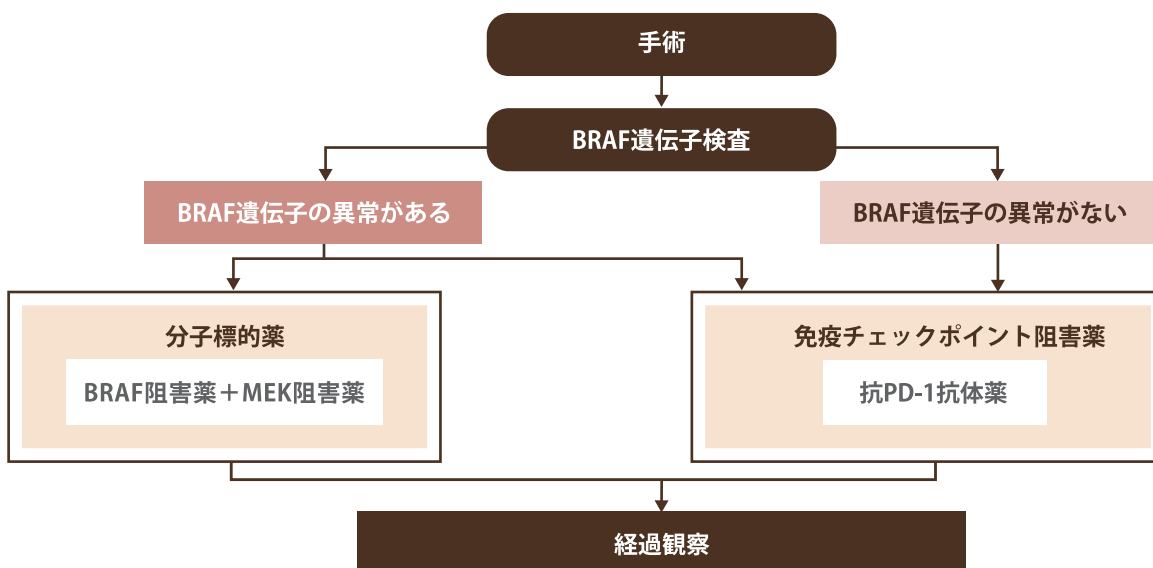 手術
BRAF遺伝子検査
BRAF遺伝子の異常がある
BRAF遺伝子の異常がない
分子標的薬
BRAF阻害薬＋MEK阻害薬
免疫チェックポイント阻害薬
抗PD-1抗体薬
経過観察